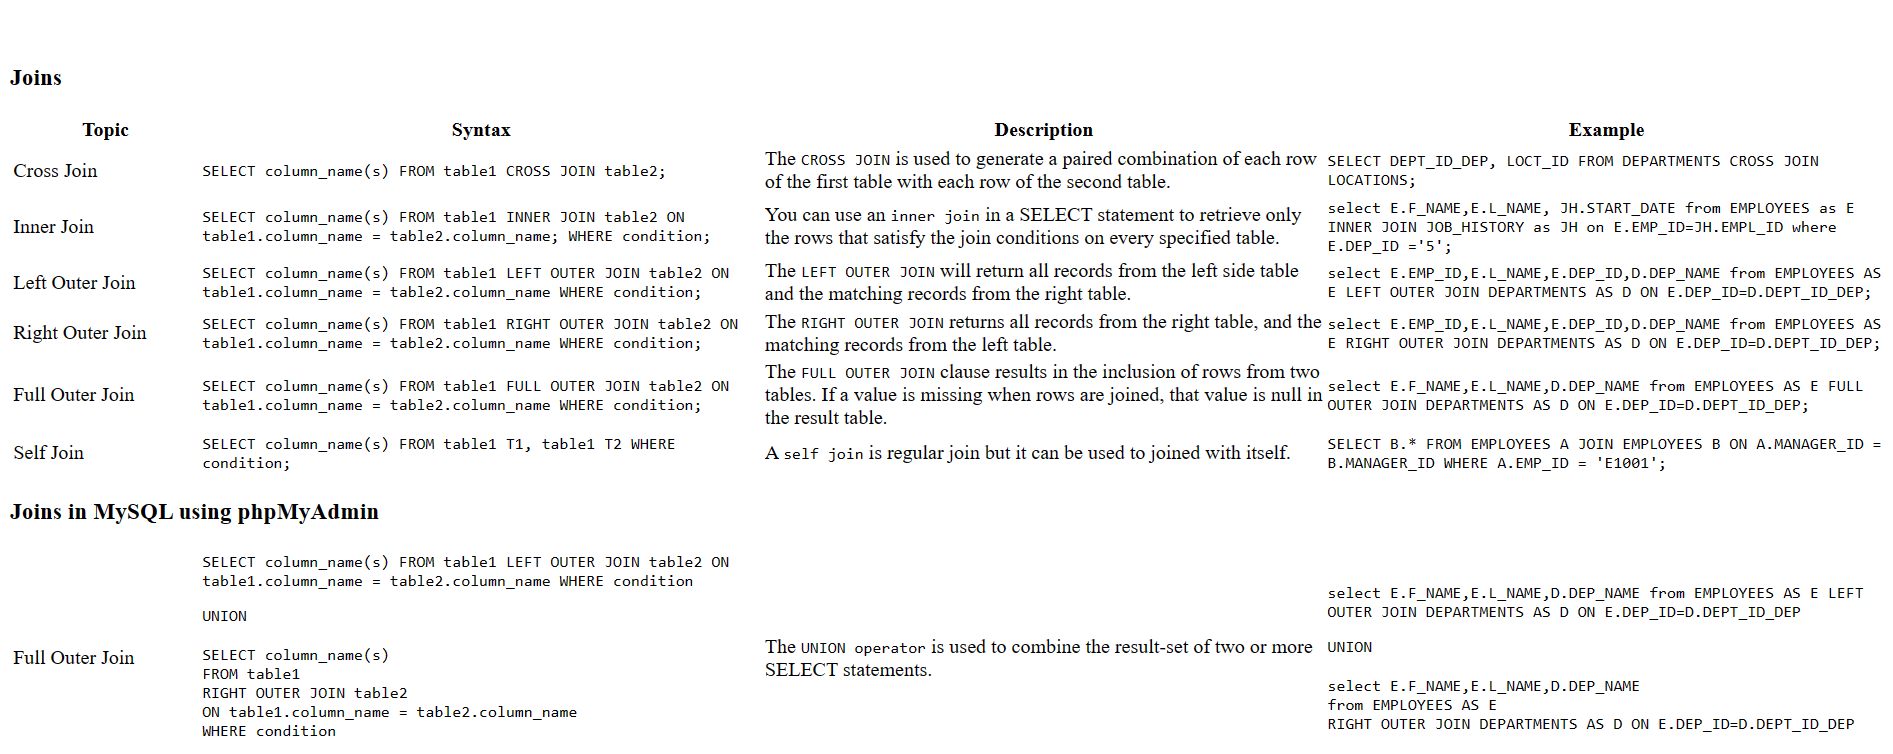 Joins
Topic Syntax Description Example
Cross Join
SELECT column_name(s) FROM table1 CROSS JOIN table2;
The CROSS JOIN is used to generate a paired combination of each row
of the first table with each row of the second table.
SELECT DEPT_ID_DEP, LOCT_ID FROM DEPARTMENTS CROSS JOIN
LOCATIONS;
Inner Join
SELECT column_name(s) FROM table1 INNER JOIN table2 ON
table1.column_name = table2.column_name; WHERE condition;
You can use an inner join in a SELECT statement to retrieve only
the rows that satisfy the join conditions on every specified table.
select E.F_NAME,E.L_NAME, JH.START_DATE from EMPLOYEES as E
INNER JOIN JOB_HISTORY as JH on E.EMP_ID=JH.EMPL_ID where
E.DEP_ID ='5';
Left Outer Join
SELECT column_name(s) FROM table1 LEFT OUTER JOIN table2 ON
table1.column_name = table2.column_name WHERE condition;
The LEFT OUTER JOIN will return all records from the left side table
and the matching records from the right table.
select E.EMP_ID,E.L_NAME,E.DEP_ID,D.DEP_NAME from EMPLOYEES AS
E LEFT OUTER JOIN DEPARTMENTS AS D ON E.DEP_ID=D.DEPT_ID_DEP;
Right Outer Join
SELECT column_name(s) FROM table1 RIGHT OUTER JOIN table2 ON
table1.column_name = table2.column_name WHERE condition;
The RIGHT OUTER JOIN returns all records from the right table, and the
matching records from the left table.
select E.EMP_ID,E.L_NAME,E.DEP_ID,D.DEP_NAME from EMPLOYEES AS
E RIGHT OUTER JOIN DEPARTMENTS AS D ON E.DEP_ID=D.DEPT_ID_DEP;
Full Outer Join
SELECT column_name(s) FROM table1 FULL OUTER JOIN table2 ON
table1.column_name = table2.column_name WHERE condition;
The FULL OUTER JOIN clause results in the inclusion of rows from two
tables. If a value is missing when rows are joined, that value is null in
the result table.
select E.F_NAME,E.L_NAME,D.DEP_NAME from EMPLOYEES AS E FULL
OUTER JOIN DEPARTMENTS AS D ON E.DEP_ID=D.DEPT_ID_DEP;
Self Join
SELECT column_name(s) FROM table1 T1, table1 T2 WHERE
condition;
A self join is regular join but it can be used to joined with itself.
SELECT B.* FROM EMPLOYEES A JOIN EMPLOYEES B ON A.MANAGER_ID =
B.MANAGER_ID WHERE A.EMP_ID = 'E1001';
Joins in MySQL using phpMyAdmin
Full Outer Join
SELECT column_name(s) FROM table1 LEFT OUTER JOIN table2 ON
table1.column_name = table2.column_name WHERE condition
UNION
SELECT column_name(s)
FROM table1
RIGHT OUTER JOIN table2
ON table1.column_name = table2.column_name
WHERE condition
The UNION operator is used to combine the result-set of two or more
SELECT statements.
select E.F_NAME,E.L_NAME,D.DEP_NAME from EMPLOYEES AS E LEFT
OUTER JOIN DEPARTMENTS AS D ON E.DEP_ID=D.DEPT_ID_DEP
UNION
select E.F_NAME,E.L_NAME,D.DEP_NAME
from EMPLOYEES AS E
RIGHT OUTER JOIN DEPARTMENTS AS D ON E.DEP_ID=D.DEPT_ID_DEP